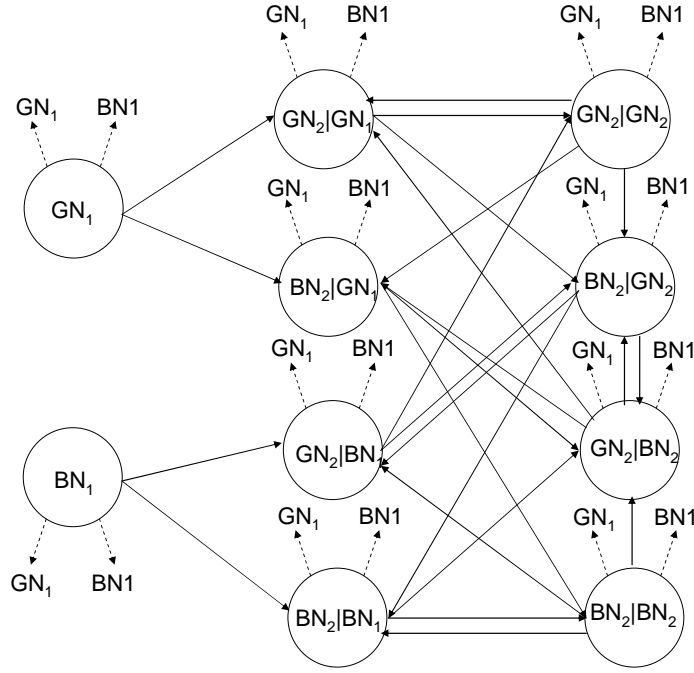 GN₁ BN1 GN₁ BN1
GN₂|GN₁ GN₂|GN₂
GN₁ BN1
GN₁
GN₁ BN1 GN₁ BN1
BN₂|GN₁ BN₂|GN₂
GN₁ BN1 GN₁ BN1
GN₂|BN₁ GN₂|BN₂
BN₁
GN₁ BN1 GN₁ BN1
GN₁ BN1
BN₂|BN₁ BN₂|BN₂